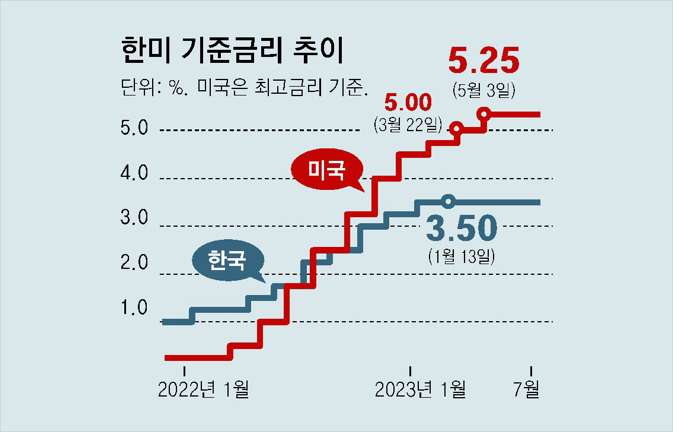 한미 기준금리 추이
단위: %. 미국은 최고금리 기준.
5.25
(5월 3일)
5.00
(3월 22일)
5.0
미국
4.0
3.0
3.50
(1월 13일)
한국
2.0
1.0
2022년 1월
2023년 1월
7월